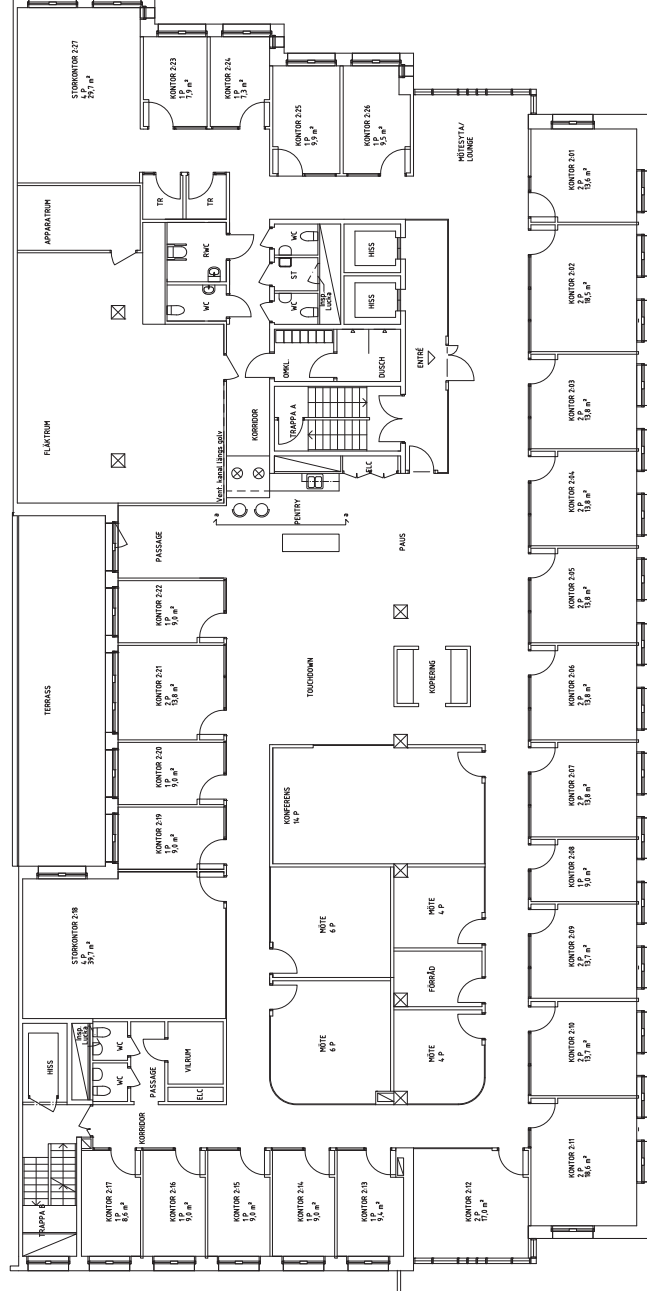 STORKONTOR 2:27
4 P
29,7 m²
KONTOR 2:23
1 P
7,9 m²
KONTOR 2:24
1 P
7,3 m²
KONTOR 2:25
1 P
9,9 m²
KONTOR 2:26
1 P
9,5 m²
MÖTESYTA/
LOUNGE
KONTOR 2:01
2 P
13,6 m²
APPARATRUM
TR
TR
RWC
WC
WC
ST
WC
Insp.
Lucka
HISS
HISS
KONTOR 2:02
2 P
18,5 m²
FLÄKTRUM
OMKL.
DUSCH
ENTRÉ
KONTOR 2:03
2 P
13,8 m²
KORRIDOR
TRAPPA A
Vent. kanal längs golv
ELC
KONTOR 2:04
2 P
13,8 m²
a
PENTRY
a
PASSAGE
PAUS
KONTOR 2:05
2 P
13,8 m²
KONTOR 2:22
1 P
9,0 m²
TERRASS
KONTOR 2:21
2 P
13,8 m²
TOUCHDOWN
KOPIERING
KONTOR 2:06
2 P
13,8 m²
KONTOR 2:20
1 P
9,0 m²
KONTOR 2:07
2 P
13,8 m²
KONTOR 2:19
1 P
9,0 m²
KONFERENS
14 P
KONTOR 2:08
1 P
9,0 m²
STORKONTOR 2:18
4 P
39,7 m²
MÖTE
6 P
MÖTE
4 P
KONTOR 2:09
2 P
13,7 m²
FÖRRÅD
HISS
Insp.
Lucka
WC
WC
VILRUM
PASSAGE
ELC
MÖTE
6 P
MÖTE
4 P
KONTOR 2:10
2 P
13,7 m²
KORRIDOR
KONTOR 2:11
2 P
18,6 m²
TRAPPA B
KONTOR 2:17
1 P
8,6 m²
KONTOR 2:16
1 P
9,0 m²
KONTOR 2:15
1 P
9,0 m²
KONTOR 2:14
1 P
9,0 m²
KONTOR 2:13
1 P
9,4 m²
KONTOR 2:12
2 P
17,0 m²